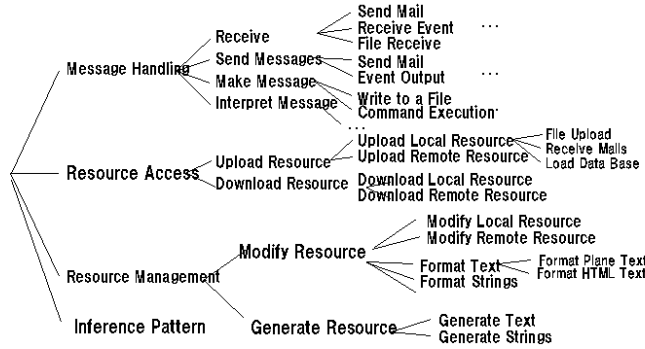 Send Mail
Receive Event ...
Receive
File Receive
Send Messages
Send Mail
Message Handling
Event Output ...
Make Message
Write to a File
Interpret Message
Command Execution
...
Upload Local Resource
File Upload
Upload Resource
Upload Remote Resource
Receive Mails
Load Data Base
Resource Access
Download Resource
Download Local Resource
Download Remote Resource
Modify Local Resource
Modify Remote Resource
Modify Resource
Format Text
Format Plane Text
Format HTML Text
Resource Management
Format Strings
Inference Pattern
Generate Resource
Generate Text
Generate Strings